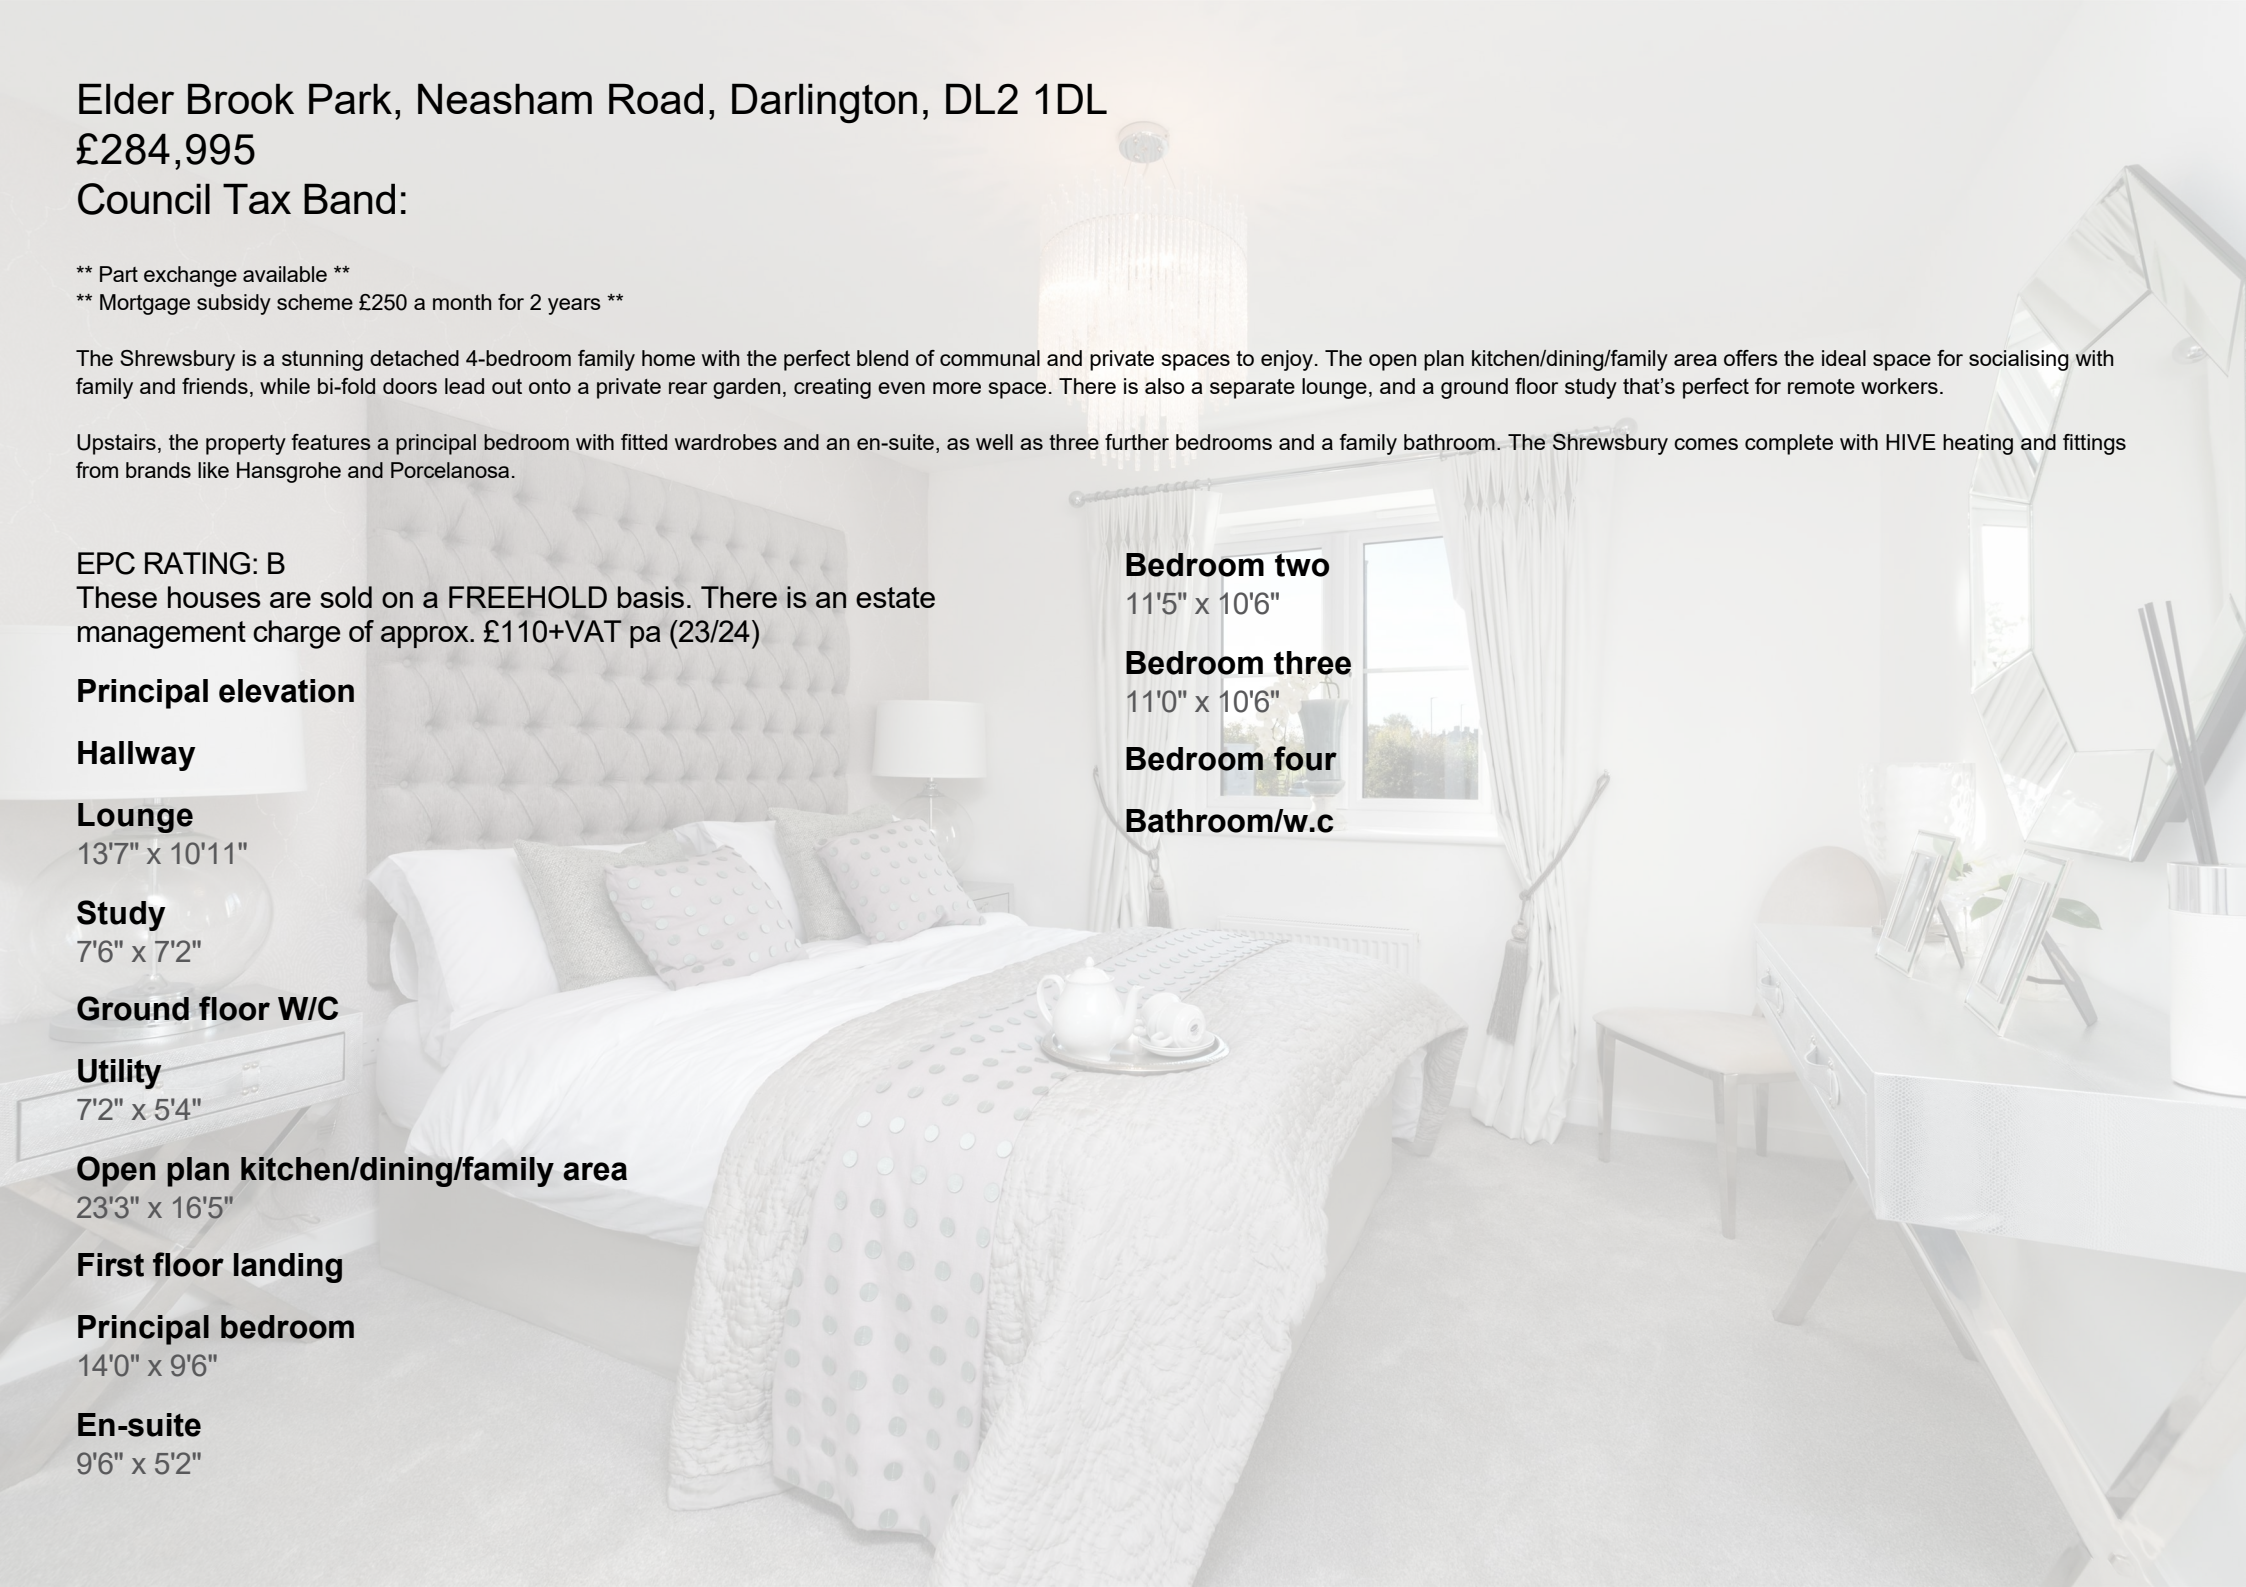 Elder Brook Park, Neasham Road, Darlington, DL2 1DL
£284,995
Council Tax Band:
** Part exchange available **
** Mortgage subsidy scheme £250 a month for 2 years **
The Shrewsbury is a stunning detached 4-bedroom family home with the perfect blend of communal and private spaces to enjoy. The open plan kitchen/dining/family area offers the ideal space for socialising with
family and friends, while bi-fold doors lead out onto a private rear garden, creating even more space. There is also a separate lounge, and a ground floor study that’s perfect for remote workers.
Upstairs, the property features a principal bedroom with fitted wardrobes and an en-suite, as well as three further bedrooms and a family bathroom. The Shrewsbury comes complete with HIVE heating and fittings
from brands like Hansgrohe and Porcelanosa.
EPC RATING: B
These houses are sold on a FREEHOLD basis. There is an estate
management charge of approx. £110+VAT pa (23/24)
Principal elevation
Hallway
Lounge
13'7" x 10'11"
Study
7'6" x 7'2"
Ground floor W/C
Utility
7'2" x 5'4"
Open plan kitchen/dining/family area
23'3" x 16'5"
First floor landing
Principal bedroom
14'0" x 9'6"
En-suite
9'6" x 5'2"
Bedroom two
11'5" x 10'6"
Bedroom three
11'0" x 10'6"
Bedroom four
Bathroom/w.c